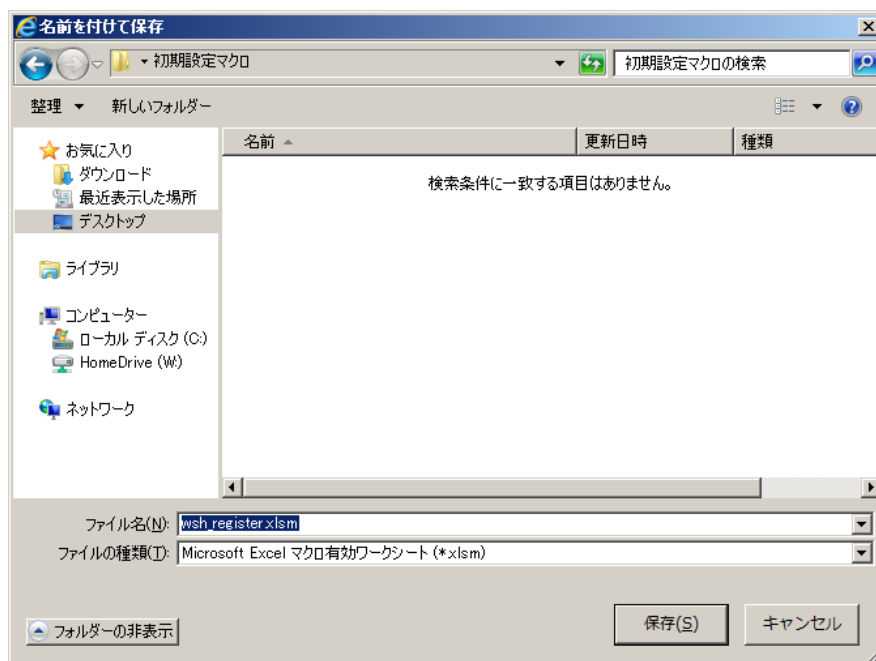 名前を付けて保存
初期設定マクロ
初期設定マクロの検索
整理 新しいフォルダー
お気に入り
ダウンロード
最近表示した場所
デスクトップ
ライブラリ
コンピューター
ローカル ディスク (C:)
HomeDrive (W:)
ネットワーク
名前 更新日時 種類
検索条件に一致する項目はありません。
ファイル名(N): wsh_register.xlsm
ファイルの種類(T): Microsoft Excel マクロ有効ワークシート (*.xlsm)
フォルダーの非表示
保存(S) キャンセル